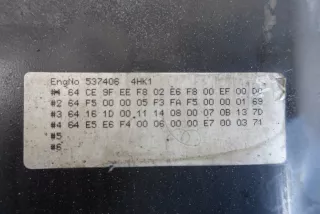 EngNo 537406 4HK1
#1 64 CE 9F EE F8 02 E6 F8 00 EF 00 D0
#2 64 F5 00 00 05 F3 FA F5 00 00 01 69
#3 64 16 1D 00 11 14 08 00 07 0B 13 7D
#4 64 E5 E6 F4 00 06 00 00 E7 00 03 71
#5
#6